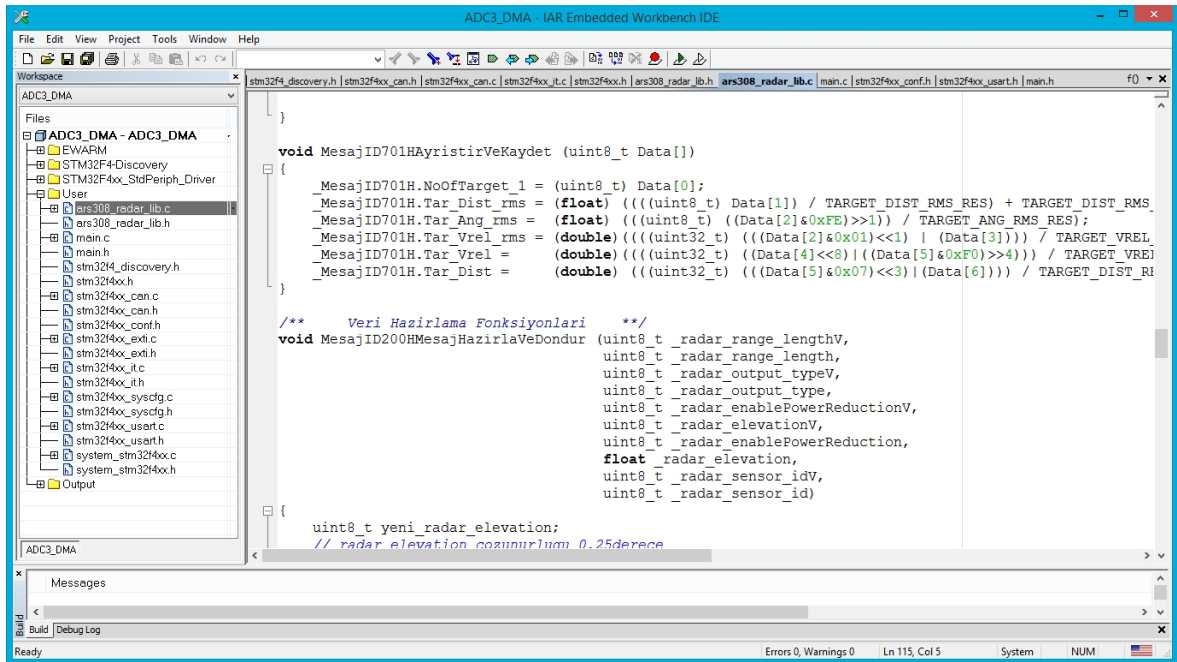 ADC3_DMA - IAR Embedded Workbench IDE
File Edit View Project Tools Window Help
Workspace
stm32f4_discovery.h | stm32f4xx_can.h | stm32f4xx_can.c | stm32f4xx_it.c | stm32f4xx.h | ars308_radar_lib.h ars308_radar_lib.c main.c | stm32f4xx_conf.h | stm32f4xx_usart.h | main.h f()
ADC3_DMA
Files
ADC3_DMA - ADC3_DMA
EWARM
STM32F4-Discovery
STM32F4xx_StdPeriph_Driver
User
ars308_radar_lib.c
ars308_radar_lib.h
main.c
main.h
stm32f4_discovery.h
stm32f4xx.h
stm32f4xx_can.c
stm32f4xx_can.h
stm32f4xx_conf.h
stm32f4xx_exti.c
stm32f4xx_exti.h
stm32f4xx_it.c
stm32f4xx_it.h
stm32f4xx_syscfg.c
stm32f4xx_syscfg.h
stm32f4xx_usart.c
stm32f4xx_usart.h
system_stm32f4xx.c
system_stm32f4xx.h
Output
ADC3_DMA
}
void MesajID701HAyristirVeKaydet (uint8_t Data[])
{
_MesajID701H.NoOfTarget_1 = (uint8_t) Data[0];
_MesajID701H.Tar_Dist_rms = (float) ((((uint8_t) Data[1]) / TARGET_DIST_RMS_RES) + TARGET_DIST_RMS_
_MesajID701H.Tar_Ang_rms = (float) (((uint8_t) ((Data[2]&0xFE)>>1)) / TARGET_ANG_RMS_RES);
_MesajID701H.Tar_Vrel_rms = (double)((((uint32_t) (((Data[2]&0x01)<<1) | (Data[3]))) / TARGET_VREL_
_MesajID701H.Tar_Vrel = (double)((((uint32_t) ((Data[4]<<8)|((Data[5]&0xF0)>>4))) / TARGET_VREL
_MesajID701H.Tar_Dist = (double) (((uint32_t) (((Data[5]&0x07)<<3)|(Data[6]))) / TARGET_DIST_RE
}
/** Veri Hazirlama Fonksiyonlari **/
void MesajID200HMesajHazirlaVeDondur (uint8_t _radar_range_lengthV,
uint8_t _radar_range_length,
uint8_t _radar_output_typeV,
uint8_t _radar_output_type,
uint8_t _radar_enablePowerReductionV,
uint8_t _radar_elevationV,
uint8_t _radar_enablePowerReduction,
float _radar_elevation,
uint8_t _radar_sensor_idV,
uint8_t _radar_sensor_id)
{
uint8_t yeni_radar_elevation;
// radar elevation cozunurlugu 0.25derece
Messages
Build
Build Debug Log
Ready Errors 0, Warnings 0 Ln 115, Col 5 System NUM